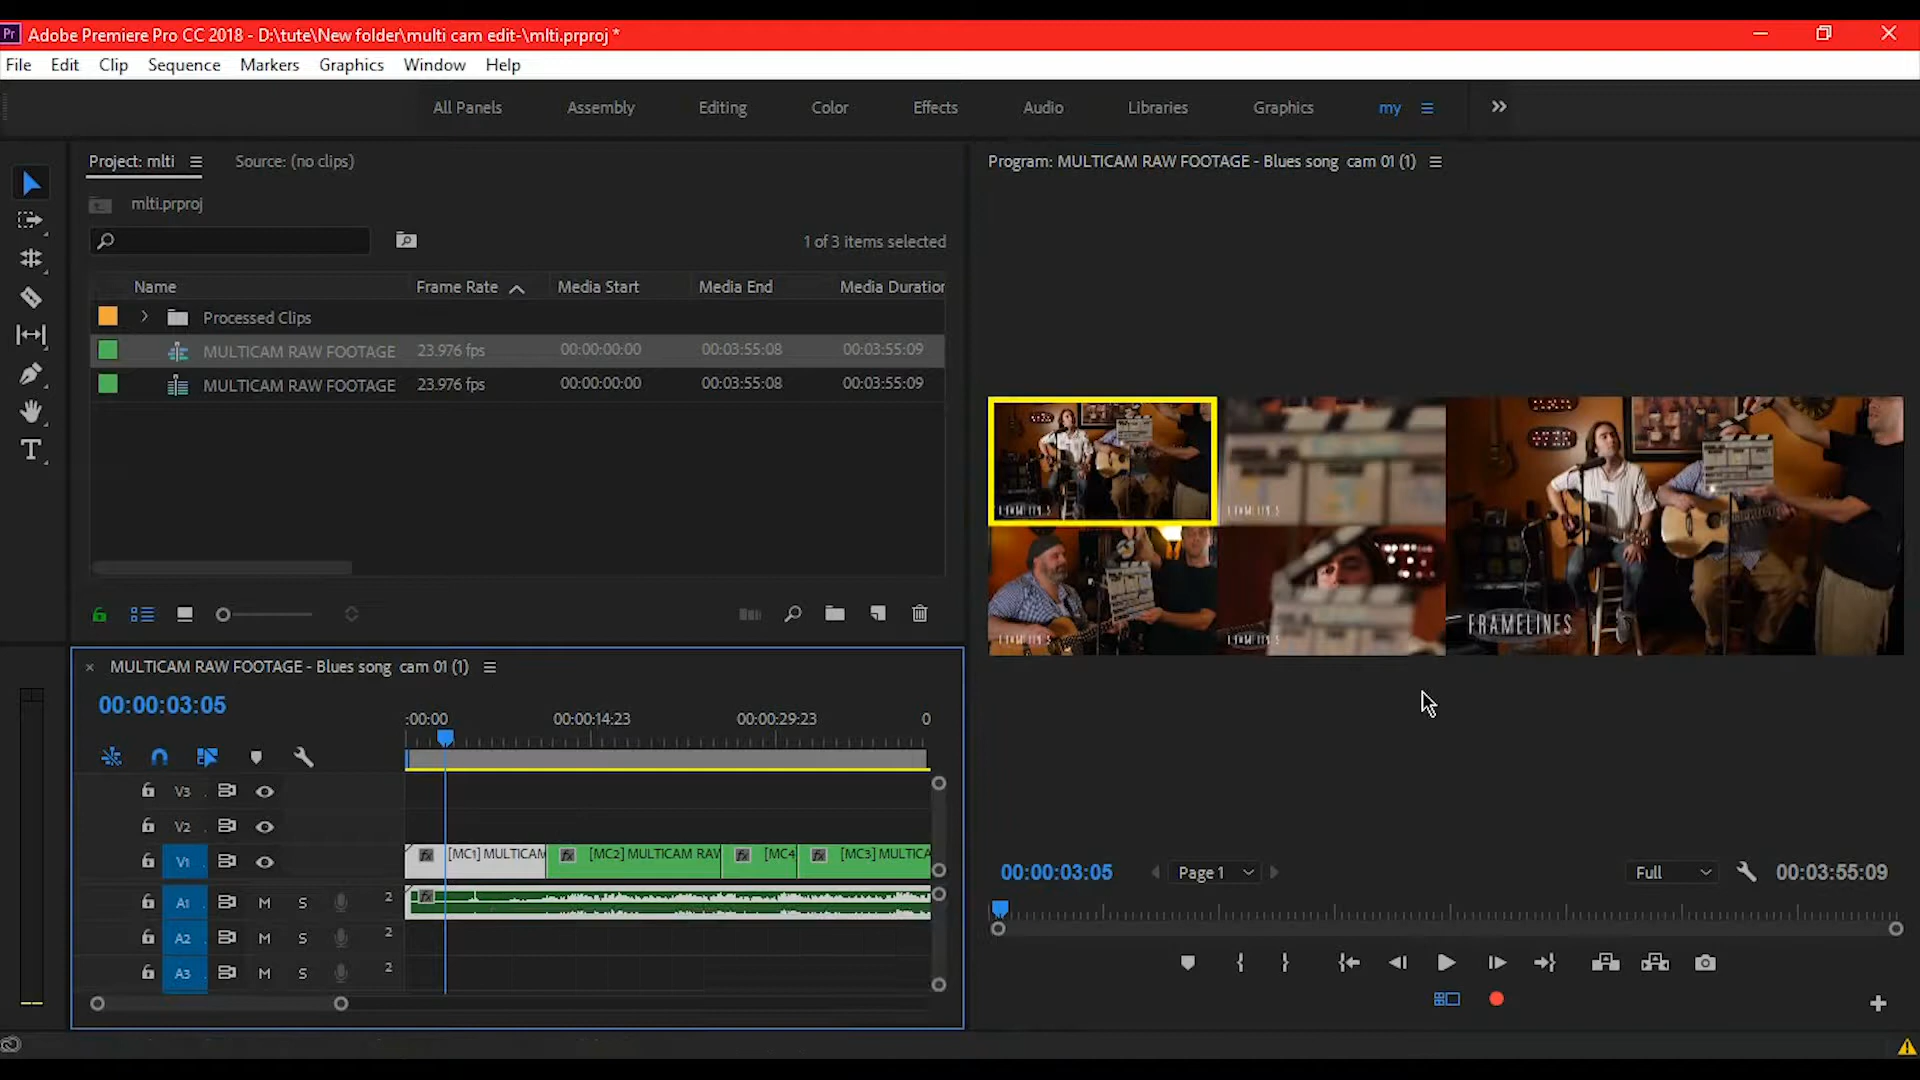 Pr Adobe Premiere Pro CC 2018 - D:\tute\New folder\multi cam edit-\mlti.prproj *
File Edit Clip Sequence Markers Graphics Window Help
All Panels Assembly Editing Color Effects Audio Libraries Graphics my
Project: mlti Source: (no clips)
Program: MULTICAM RAW FOOTAGE - Blues song cam 01 (1)
mlti.prproj
1 of 3 items selected
Name Frame Rate Media Start Media End Media Duration
Processed Clips
MULTICAM RAW FOOTAGE 23.976 fps 00:00:00:00 00:03:55:08 00:03:55:09
MULTICAM RAW FOOTAGE 23.976 fps 00:00:00:00 00:03:55:08 00:03:55:09
FRAMELINES
MULTICAM RAW FOOTAGE - Blues song cam 01 (1)
00:00:03:05
:00:00 00:00:14:23 00:00:29:23 0
V3
V2
V1 [MC1] MULTICAM [MC2] MULTICAM RAV [MC4 [MC3] MULTICA
A1 M S 2
A2 M S 2
A3 M S 2
00:00:03:05 Page 1 Full 00:03:55:09